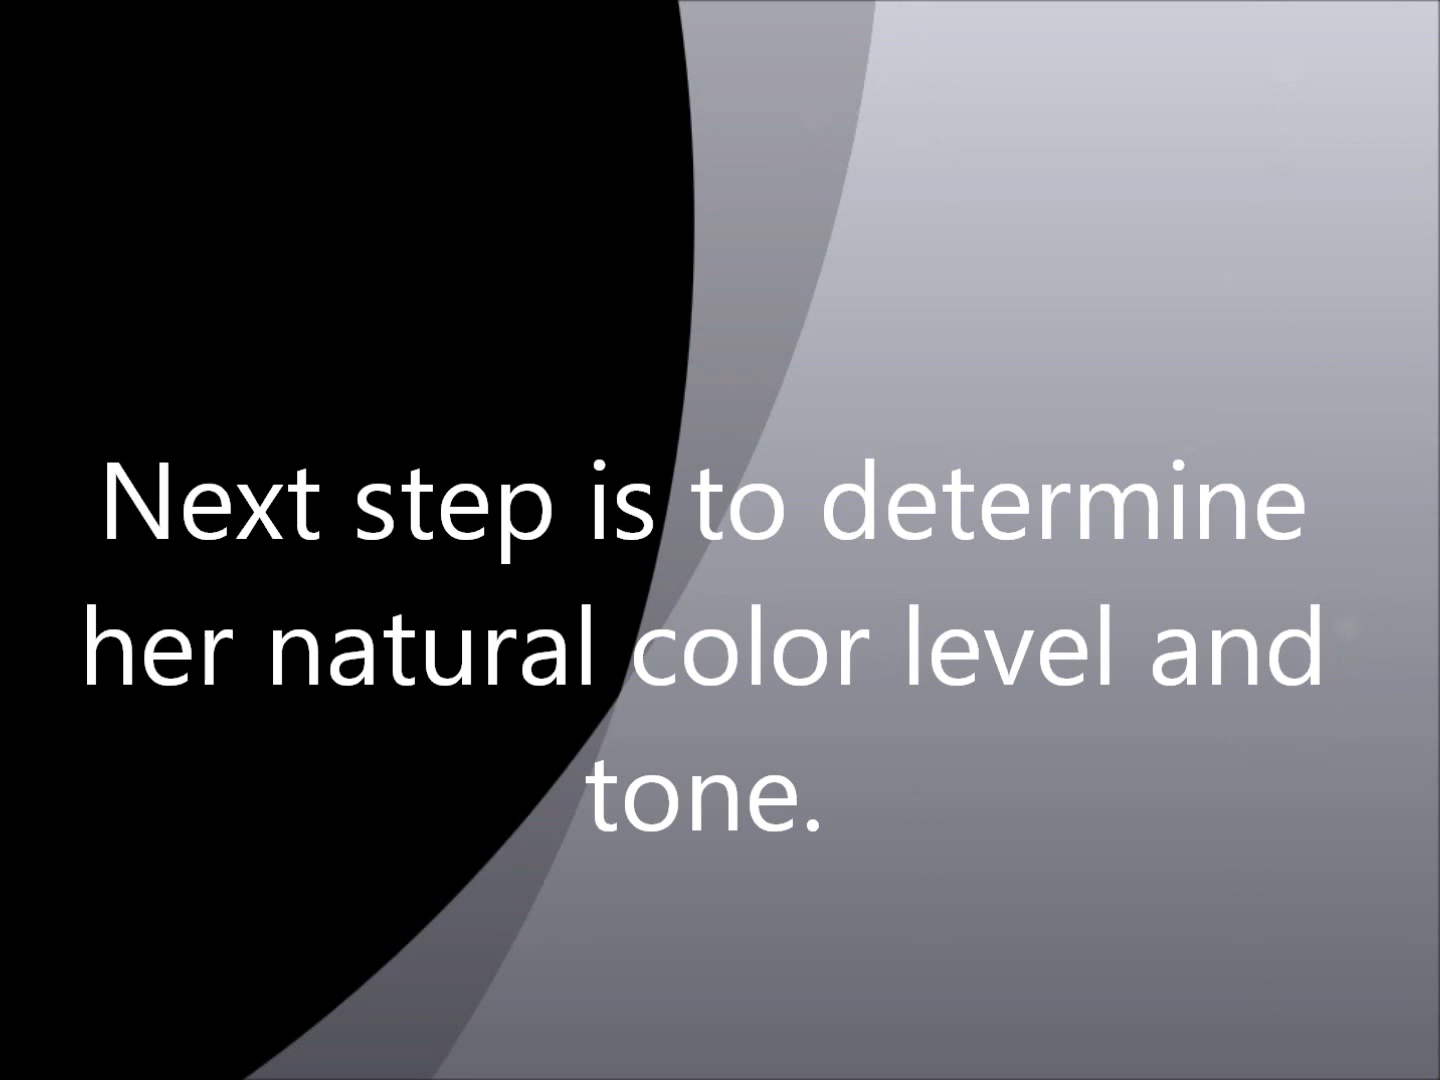 Next step is to determine
her natural color level and
tone.